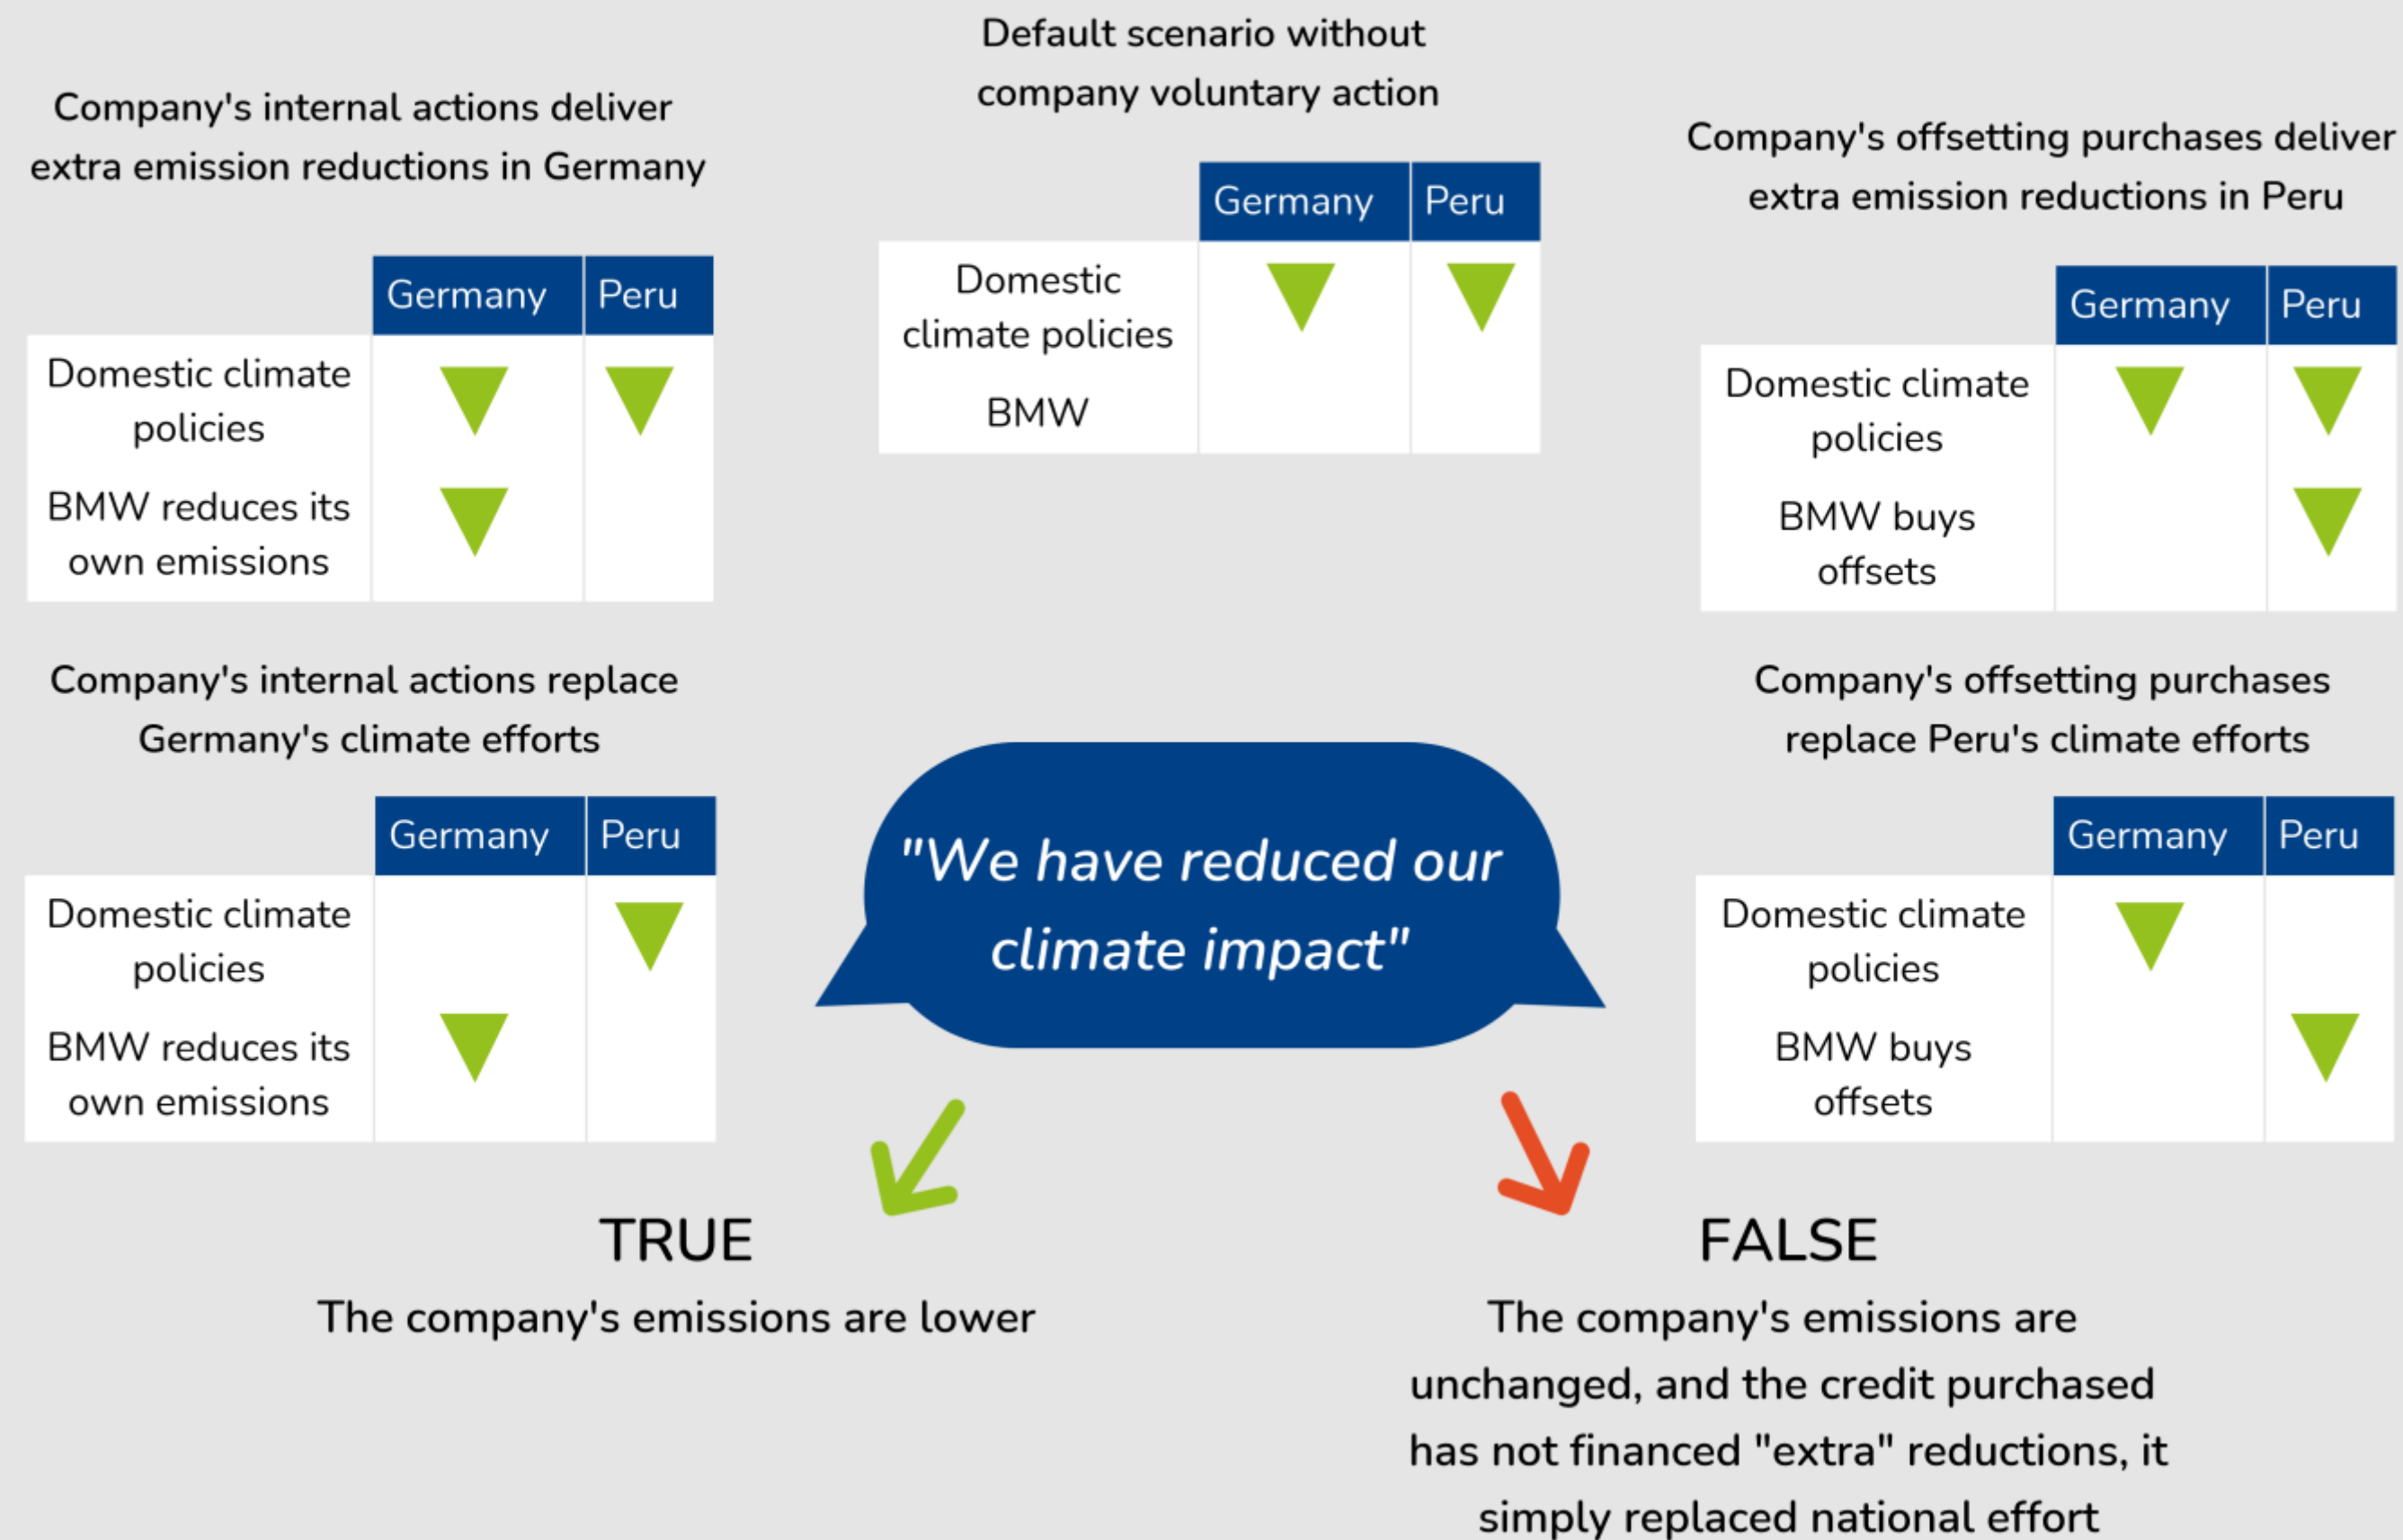 Default scenario without
company voluntary action
Germany Peru
Domestic
climate policies
BMW
Company's internal actions deliver
extra emission reductions in Germany
Germany Peru
Domestic climate
policies
BMW reduces its
own emissions
Company's offsetting purchases deliver
extra emission reductions in Peru
Germany Peru
Domestic climate
policies
BMW buys
offsets
Company's internal actions replace
Germany's climate efforts
Germany Peru
Domestic climate
policies
BMW reduces its
own emissions
"We have reduced our
climate impact"
Company's offsetting purchases
replace Peru's climate efforts
Germany Peru
Domestic climate
policies
BMW buys
offsets
TRUE
The company's emissions are lower
FALSE
The company's emissions are
unchanged, and the credit purchased
has not financed "extra" reductions, it
simply replaced national effort